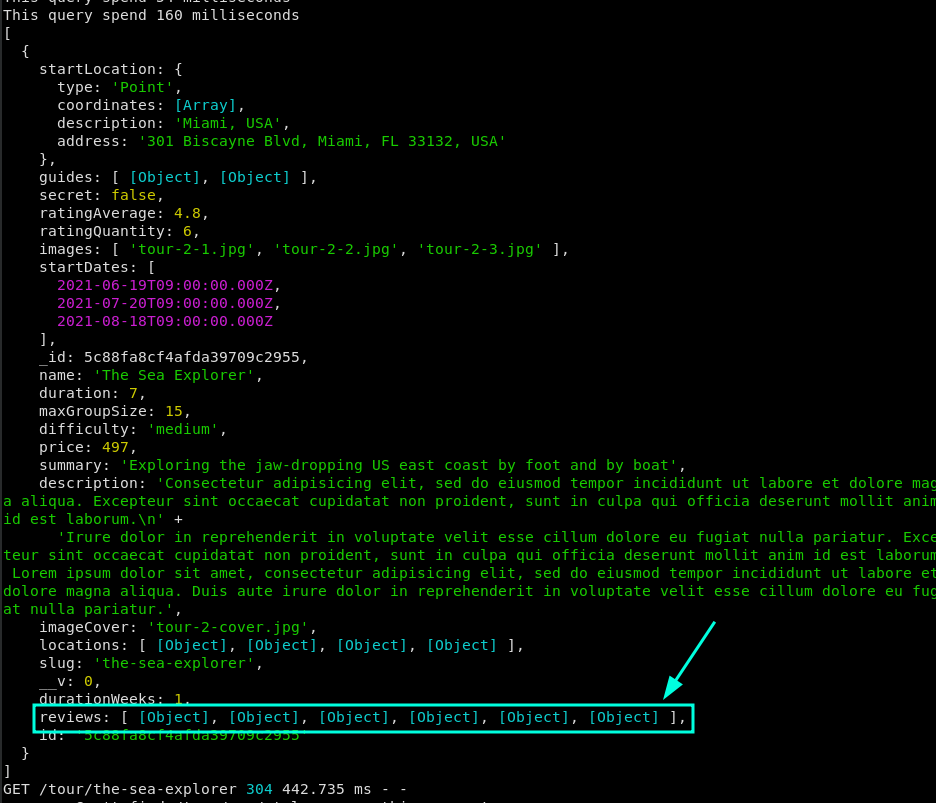 This query spend 54 milliseconds
This query spend 160 milliseconds
[
  {
    startLocation: {
      type: 'Point',
      coordinates: [Array],
      description: 'Miami, USA',
      address: '301 Biscayne Blvd, Miami, FL 33132, USA'
    },
    guides: [ [Object], [Object] ],
    secret: false,
    ratingAverage: 4.8,
    ratingQuantity: 6,
    images: [ 'tour-2-1.jpg', 'tour-2-2.jpg', 'tour-2-3.jpg' ],
    startDates: [
      2021-06-19T09:00:00.000Z,
      2021-07-20T09:00:00.000Z,
      2021-08-18T09:00:00.000Z
    ],
    _id: 5c88fa8cf4afda39709c2955,
    name: 'The Sea Explorer',
    duration: 7,
    maxGroupSize: 15,
    difficulty: 'medium',
    price: 497,
    summary: 'Exploring the jaw-dropping US east coast by foot and by boat',
    description: 'Consectetur adipisicing elit, sed do eiusmod tempor incididunt ut labore et dolore mag
a aliqua. Excepteur sint occaecat cupidatat non proident, sunt in culpa qui officia deserunt mollit anim
id est laborum.\n' +
      'Irure dolor in reprehenderit in voluptate velit esse cillum dolore eu fugiat nulla pariatur. Exce
teur sint occaecat cupidatat non proident, sunt in culpa qui officia deserunt mollit anim id est laborum
 Lorem ipsum dolor sit amet, consectetur adipisicing elit, sed do eiusmod tempor incididunt ut labore et
dolore magna aliqua. Duis aute irure dolor in reprehenderit in voluptate velit esse cillum dolore eu fug
at nulla pariatur.',
    imageCover: 'tour-2-cover.jpg',
    locations: [ [Object], [Object], [Object], [Object] ],
    slug: 'the-sea-explorer',
    __v: 0,
    durationWeeks: 1,
    reviews: [ [Object], [Object], [Object], [Object], [Object], [Object] ],
    id: '5c88fa8cf4afda39709c2955'
  }
]
GET /tour/the-sea-explorer 304 442.735 ms - -